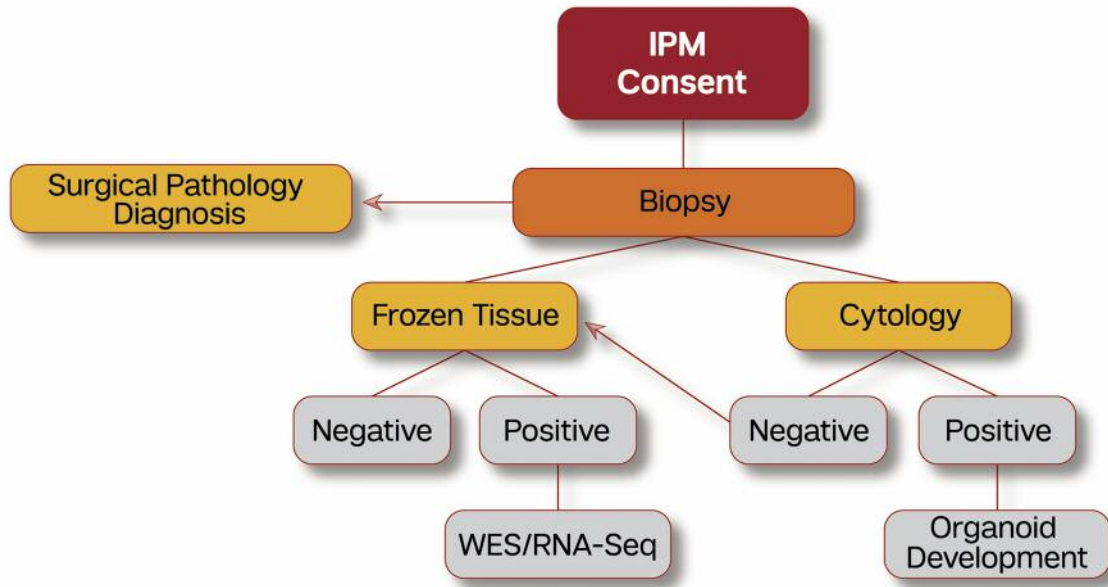 IPM
Consent
Surgical Pathology
Diagnosis
Biopsy
Frozen Tissue
Cytology
Negative
Positive
Negative
Positive
WES/RNA-Seq
Organoid
Development